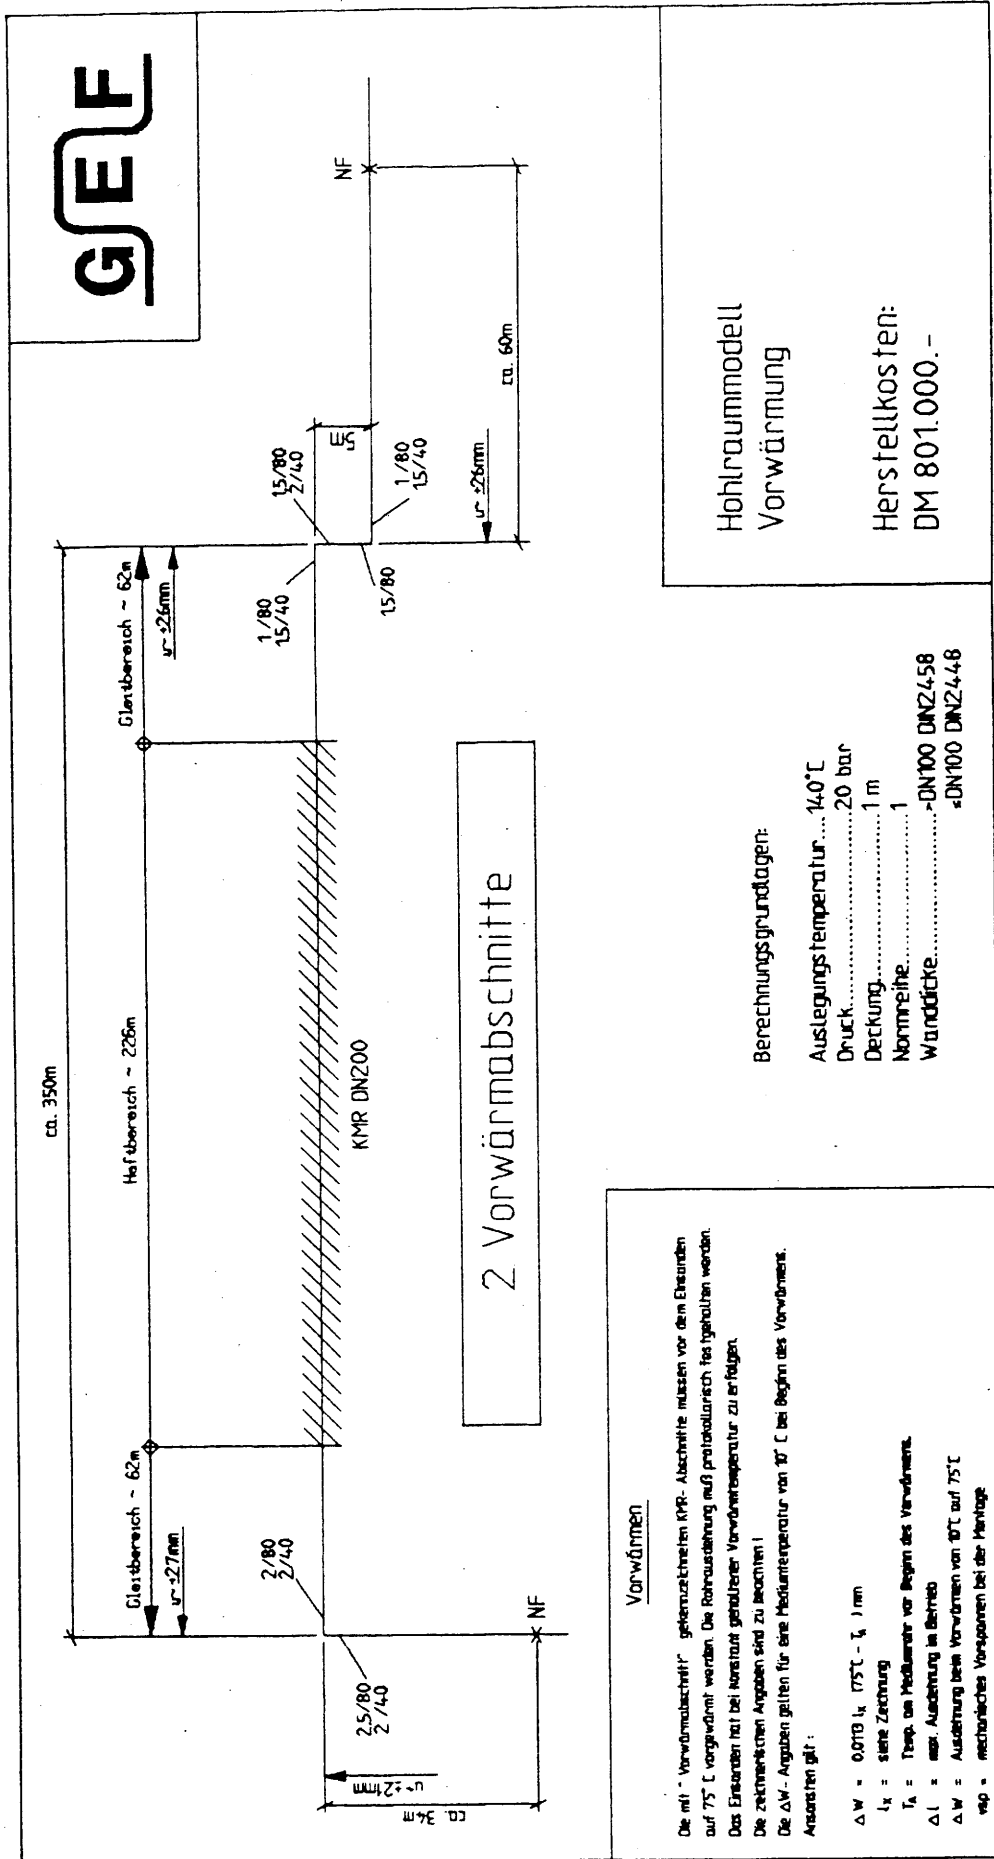 GEF
ca. 350m
Gleitbereich ~ 62m
Haftbereich ~ 226m
Gleitbereich ~ 62m
u~ ±27mm
u~ ±26mm
2/80
2/40
2.5/80
2/40
u~ ±21mm
ca. 34m
NF
KMR DN200
1/80
1.5/40
1.5/80
2/40
1.5/80
5m
1/80
1.5/40
u~ ±26mm
ca. 60m
NF
2 Vorwärmabschnitte
Vorwärmen
Die mit " Vorwärmabschnitt" gekennzeichneten KMR- Abschnitte müssen vor dem Einsanden
auf 75° C vorgewärmt werden. Die Rohrausdehnung muß protokollarisch festgehalten werden.
Das Einsanden hat bei konstant gehaltener Vorwärmtemperatur zu erfolgen.
Die zeichnerischen Angaben sind zu beachten !
Die ΔW - Angaben gelten für eine Mediumtemperatur von 10° C bei Beginn des Vorwärmens.
Ansonsten gilt :
ΔW = 0,0113 lx (75°C - TA ) mm
lx = siehe Zeichnung
TA = Temp. am Mediumrohr vor Beginn des Vorwärmens.
Δl = max. Ausdehnung im Betrieb
ΔW = Ausdehnung beim Vorwärmen von 10°C auf 75°C
vsp = mechanisches Vorspannen bei der Montage
Berechnungsgrundlagen:
Auslegungstemperatur....140°C
Druck....................20 bar
Deckung..................1 m
Normreihe................1
Wanddicke................>DN100 DIN2458
≤DN100 DIN2448
Hohlraummodell
Vorwärmung
Herstellkosten:
DM 801.000.-